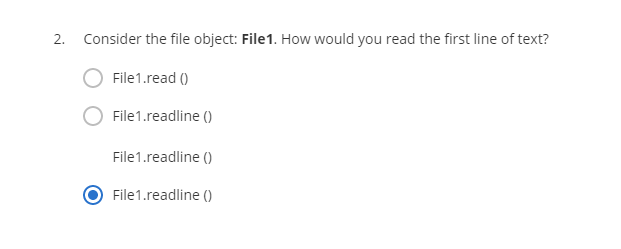 2. Consider the file object: File1. How would you read the first line of text?
File1.read ()
File1.readline ()
File1.readline ()
File1.readline ()